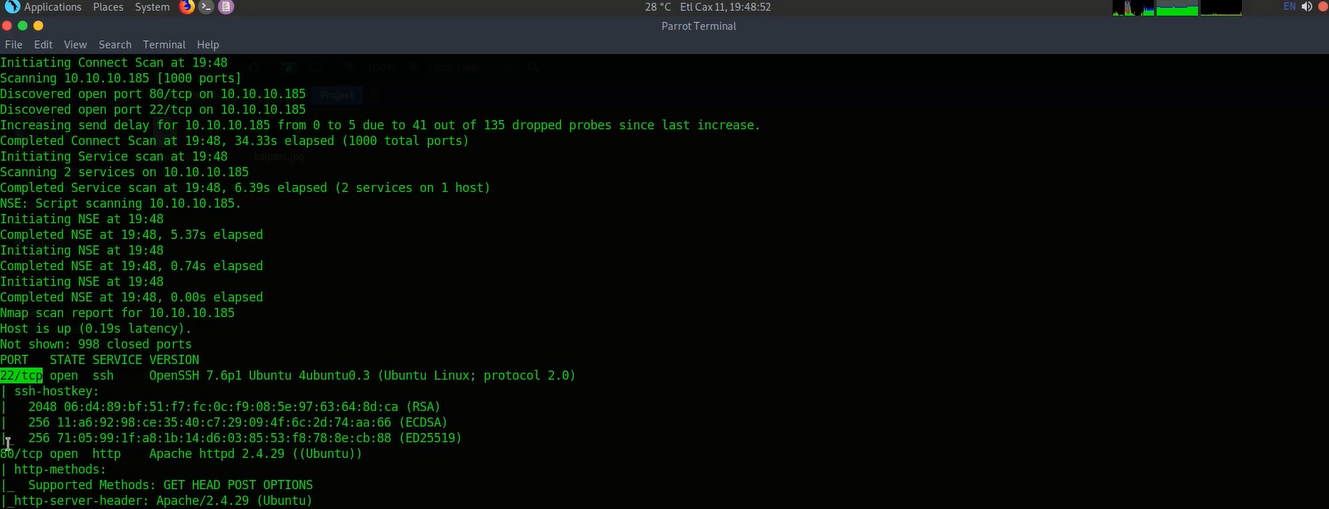 Applications Places System 28 °C Etl Cax 11, 19:48:52 EN
Parrot Terminal
File Edit View Search Terminal Help
Initiating Connect Scan at 19:48
Scanning 10.10.10.185 [1000 ports]
Discovered open port 80/tcp on 10.10.10.185
Discovered open port 22/tcp on 10.10.10.185
Increasing send delay for 10.10.10.185 from 0 to 5 due to 41 out of 135 dropped probes since last increase.
Completed Connect Scan at 19:48, 34.33s elapsed (1000 total ports)
Initiating Service scan at 19:48
Scanning 2 services on 10.10.10.185
Completed Service scan at 19:48, 6.39s elapsed (2 services on 1 host)
NSE: Script scanning 10.10.10.185.
Initiating NSE at 19:48
Completed NSE at 19:48, 5.37s elapsed
Initiating NSE at 19:48
Completed NSE at 19:48, 0.74s elapsed
Initiating NSE at 19:48
Completed NSE at 19:48, 0.00s elapsed
Nmap scan report for 10.10.10.185
Host is up (0.19s latency).
Not shown: 998 closed ports
PORT   STATE SERVICE VERSION
22/tcp open  ssh     OpenSSH 7.6p1 Ubuntu 4ubuntu0.3 (Ubuntu Linux; protocol 2.0)
| ssh-hostkey:
|   2048 06:d4:89:bf:51:f7:fc:0c:f9:08:5e:97:63:64:8d:ca (RSA)
|   256 11:a6:92:98:ce:35:40:c7:29:09:4f:6c:2d:74:aa:66 (ECDSA)
|_  256 71:05:99:1f:a8:1b:14:d6:03:85:53:f8:78:8e:cb:88 (ED25519)
80/tcp open  http    Apache httpd 2.4.29 ((Ubuntu))
| http-methods:
|_  Supported Methods: GET HEAD POST OPTIONS
|_http-server-header: Apache/2.4.29 (Ubuntu)